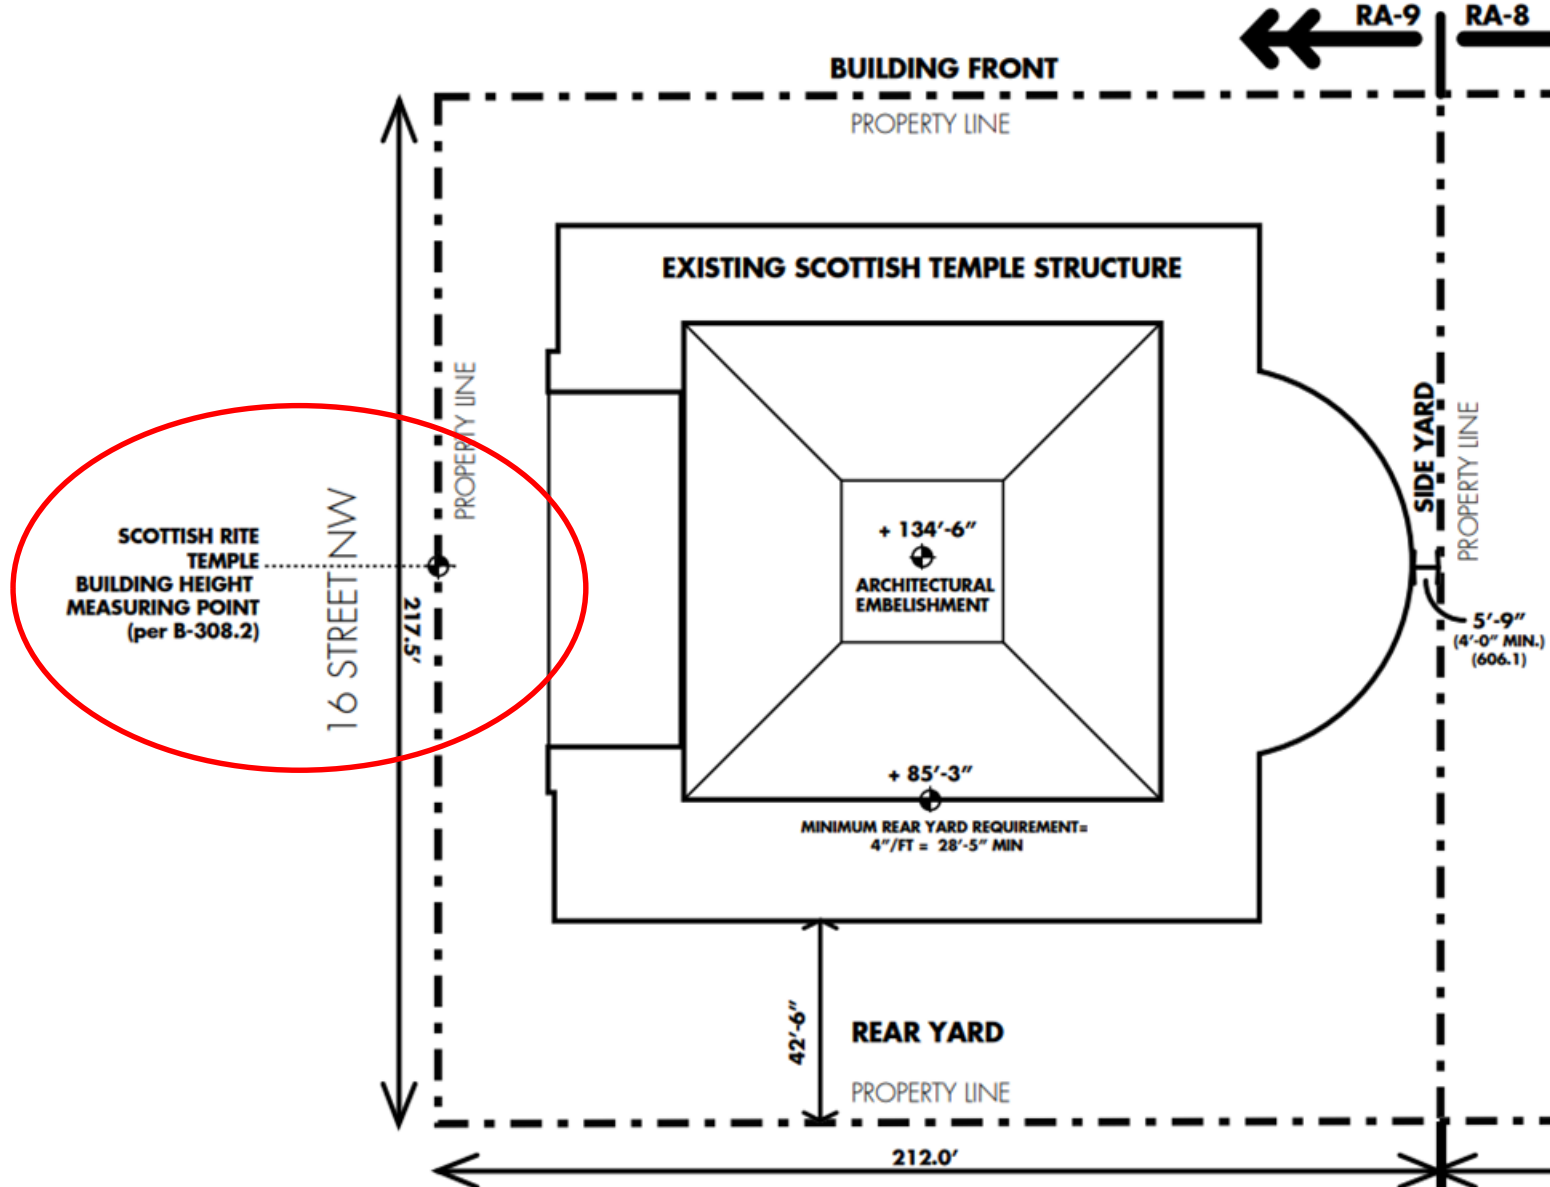 RA-9
RA-8
BUILDING FRONT
PROPERTY LINE
EXISTING SCOTTISH TEMPLE STRUCTURE
PROPERTY LINE
SIDE YARD
PROPERTY LINE
SCOTTISH RITE
TEMPLE
BUILDING HEIGHT
MEASURING POINT
(per B-308.2)
16 STREET NW
217.5'
+ 134'-6"
ARCHITECTURAL
EMBELISHMENT
5'-9"
(4'-0" MIN.)
(606.1)
+ 85'-3"
MINIMUM REAR YARD REQUIREMENT=
4"/FT = 28'-5" MIN
42'-6"
REAR YARD
PROPERTY LINE
212.0'